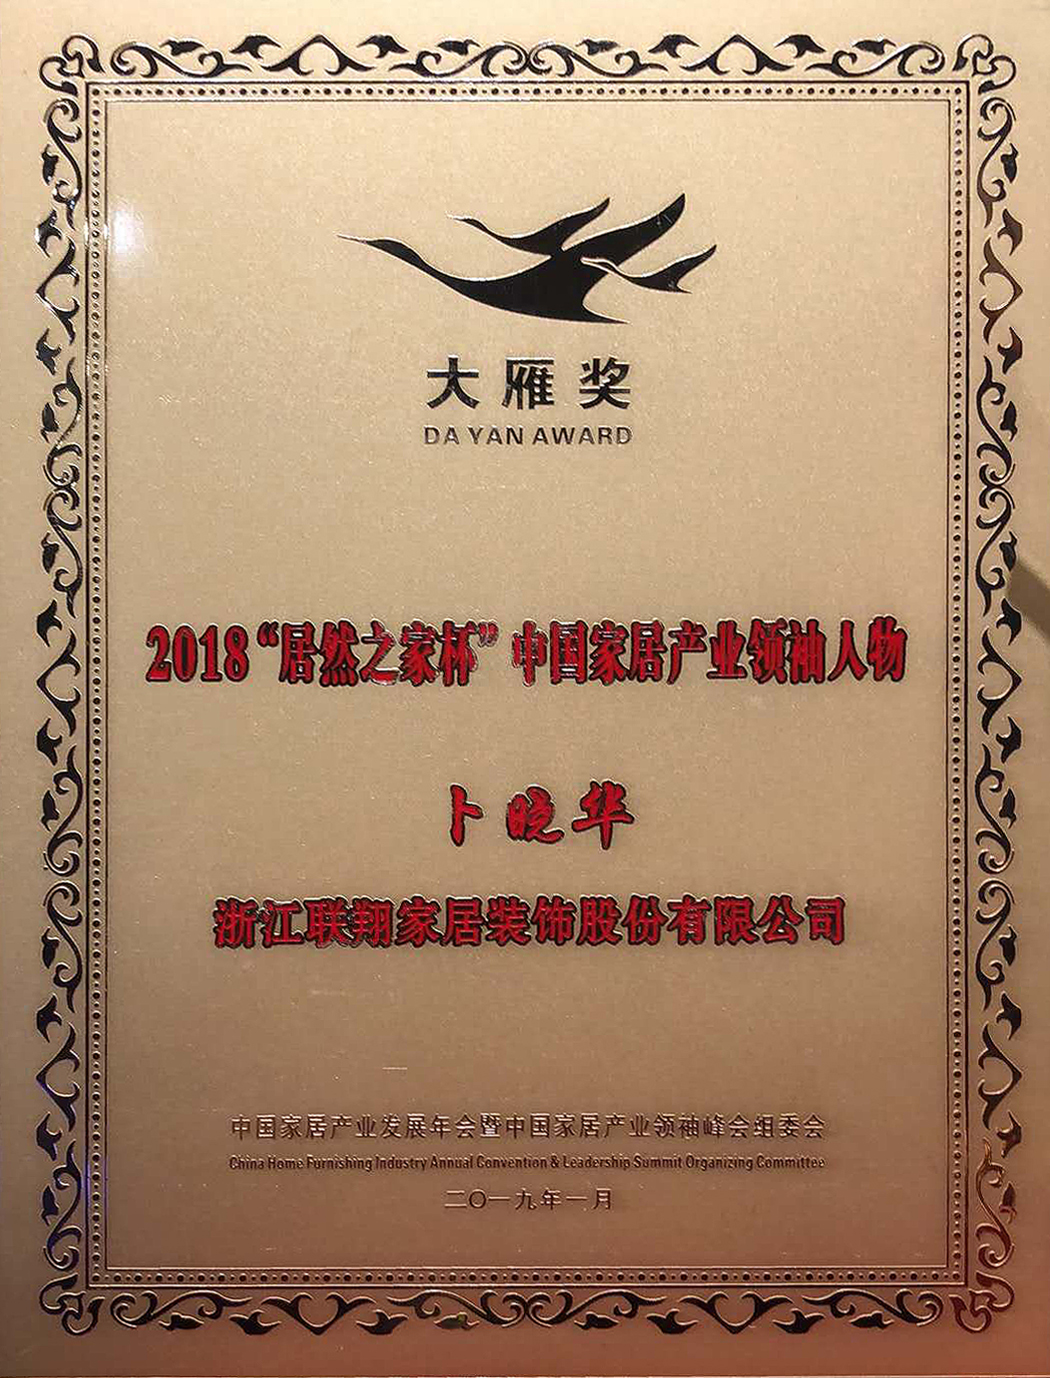 大雁奖
DA YAN AWARD
2018“居然之家杯”中国家居产业领袖人物
卜晓华
浙江联翔家居装饰股份有限公司
中国家居产业发展年会暨中国家居产业领袖峰会组委会
China Home Furnishing Industry Annual Convention & Leadership Summit Organizing Committee
二〇一九年一月